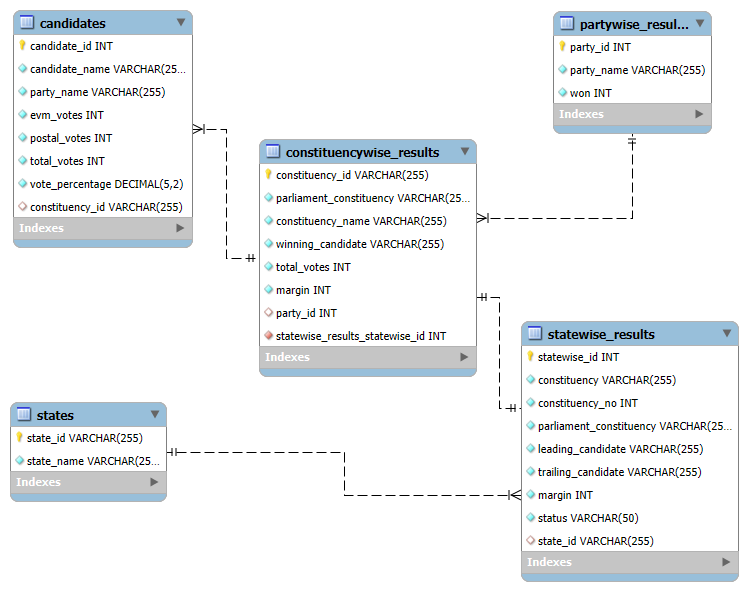 candidates
candidate_id INT
candidate_name VARCHAR(25...
party_name VARCHAR(255)
evm_votes INT
postal_votes INT
total_votes INT
vote_percentage DECIMAL(5,2)
constituency_id VARCHAR(255)
Indexes
partywise_resul...
party_id INT
party_name VARCHAR(255)
won INT
Indexes
constituencywise_results
constituency_id VARCHAR(255)
parliament_constituency VARCHAR(25...
constituency_name VARCHAR(255)
winning_candidate VARCHAR(255)
total_votes INT
margin INT
party_id INT
statewise_results_statewise_id INT
Indexes
statewise_results
statewise_id INT
constituency VARCHAR(255)
constituency_no INT
parliament_constituency VARCHAR(25...
leading_candidate VARCHAR(255)
trailing_candidate VARCHAR(255)
margin INT
status VARCHAR(50)
state_id VARCHAR(255)
Indexes
states
state_id VARCHAR(255)
state_name VARCHAR(25...
Indexes